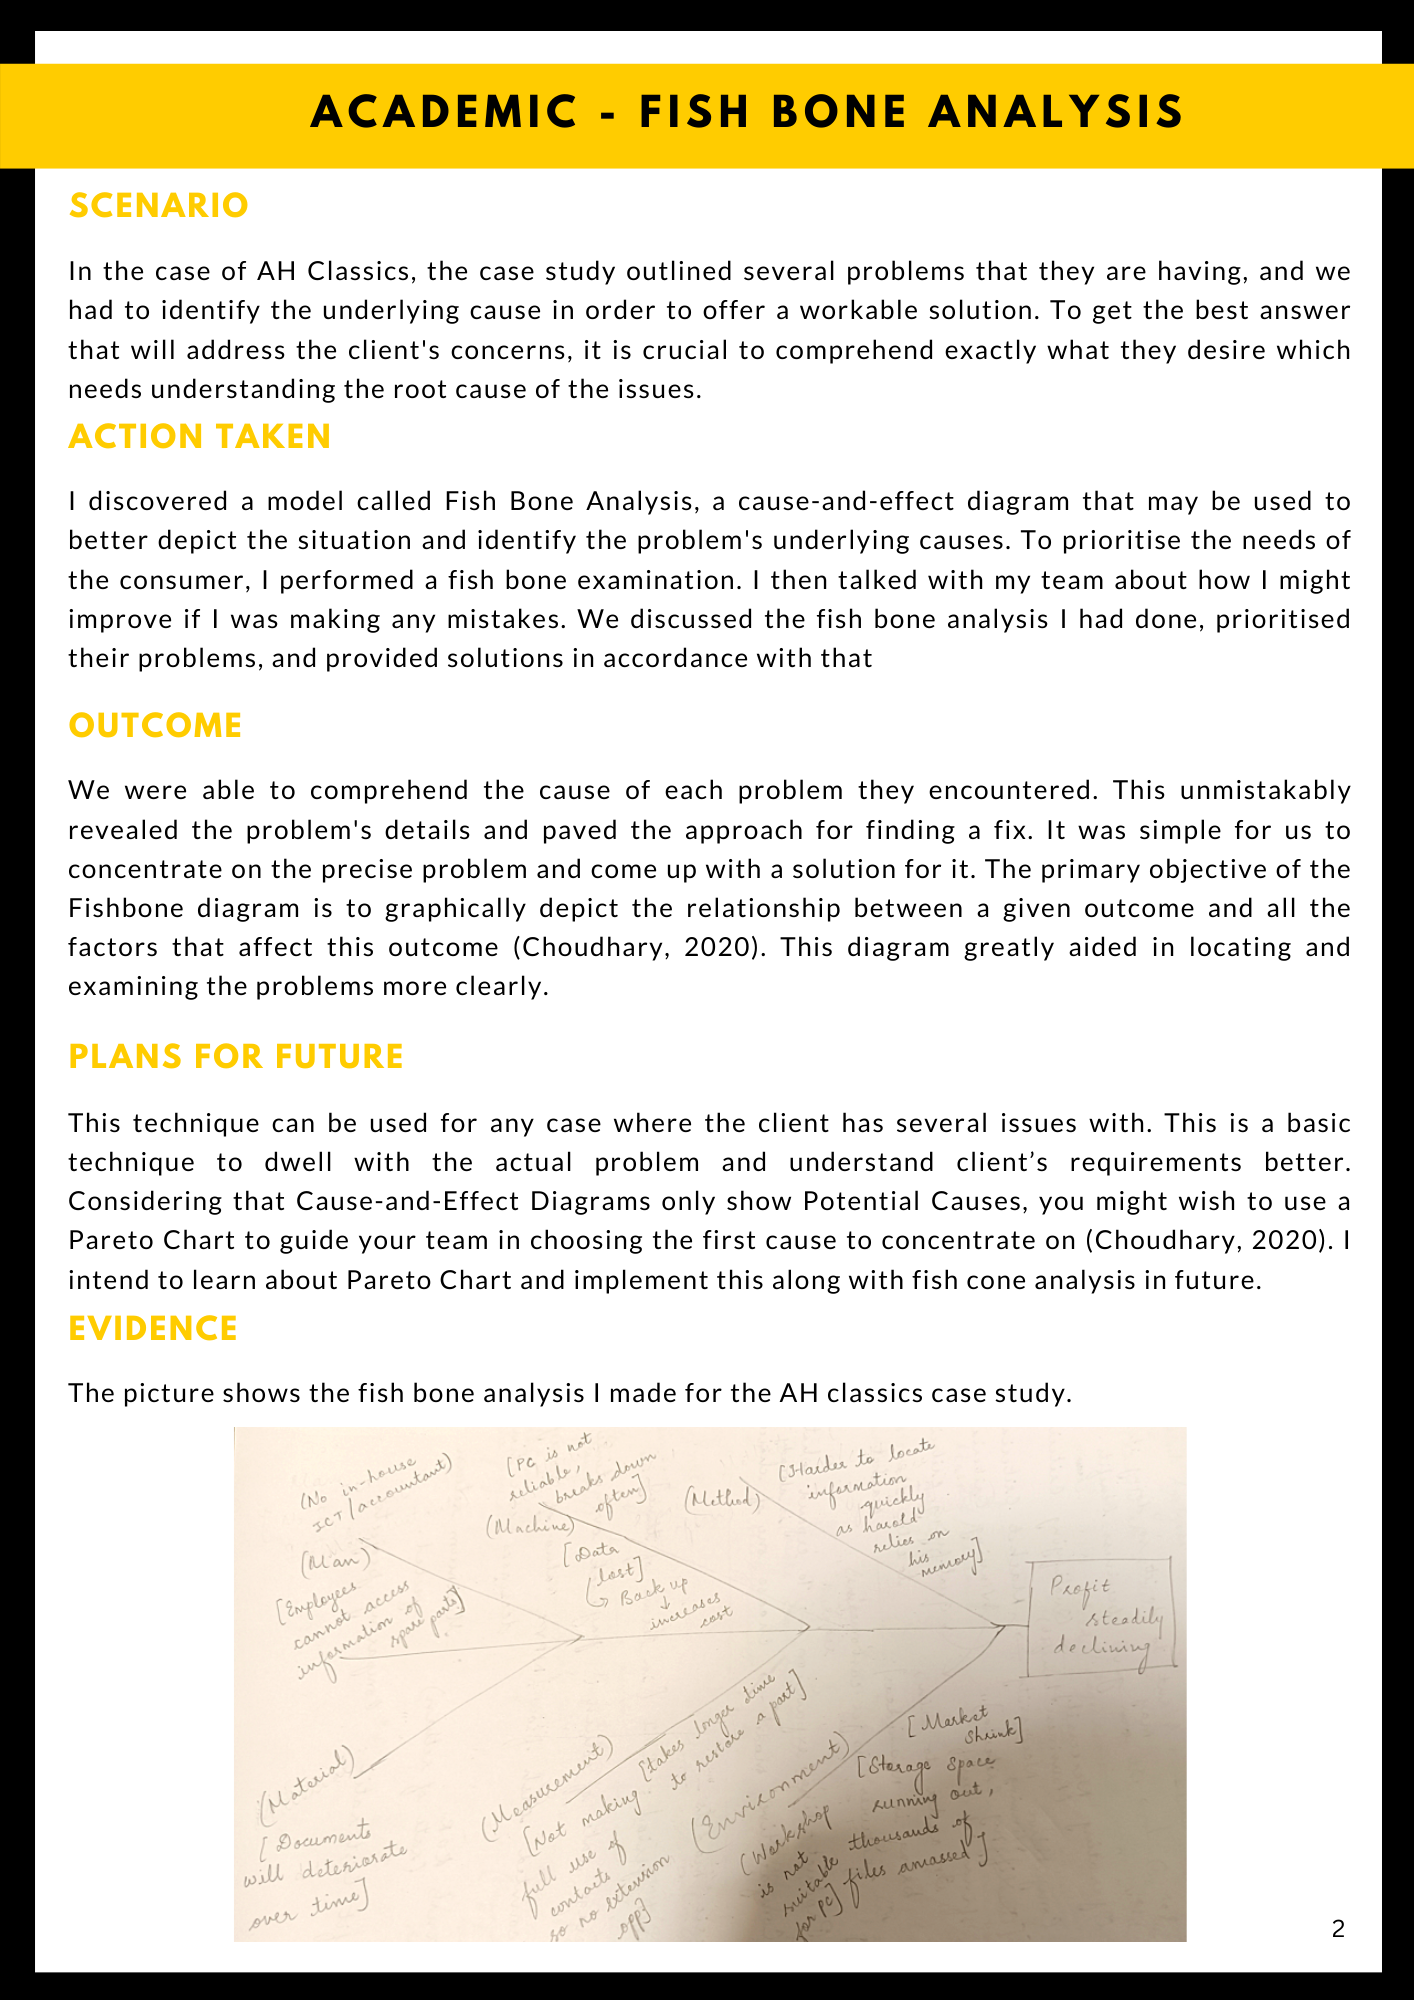 ACADEMIC - FISH BONE ANALYSIS
SCENARIO
In the case of AH Classics, the case study outlined several problems that they are having, and we
had to identify the underlying cause in order to offer a workable solution. To get the best answer
that will address the client's concerns, it is crucial to comprehend exactly what they desire which
needs understanding the root cause of the issues.
ACTION TAKEN
I discovered a model called Fish Bone Analysis, a cause-and-effect diagram that may be used to
better depict the situation and identify the problem's underlying causes. To prioritise the needs of
the consumer, I performed a fish bone examination. I then talked with my team about how I might
improve if I was making any mistakes. We discussed the fish bone analysis I had done, prioritised
their problems, and provided solutions in accordance with that
OUTCOME
We were able to comprehend the cause of each problem they encountered. This unmistakably
revealed the problem's details and paved the approach for finding a fix. It was simple for us to
concentrate on the precise problem and come up with a solution for it. The primary objective of the
Fishbone diagram is to graphically depict the relationship between a given outcome and all the
factors that affect this outcome (Choudhary, 2020). This diagram greatly aided in locating and
examining the problems more clearly.
PLANS FOR FUTURE
This technique can be used for any case where the client has several issues with. This is a basic
technique to dwell with the actual problem and understand client’s requirements better.
Considering that Cause-and-Effect Diagrams only show Potential Causes, you might wish to use a
Pareto Chart to guide your team in choosing the first cause to concentrate on (Choudhary, 2020). I
intend to learn about Pareto Chart and implement this along with fish cone analysis in future.
EVIDENCE
The picture shows the fish bone analysis I made for the AH classics case study.
(No in-house
ICT/accountant)
(Man)
[Employees
cannot access
information of
spare parts]
[PC is not
reliable,
breaks down
often]
(Machine)
[Data
lost]
↳ Back up
↓
increases
cost
(Method)
[Harder to locate
information
quickly
as harold
relies on
his
memory]
Profit
steadily
declining
(Material)
[Documents
will deteriorate
over time]
(Measurement)
[takes longer time
to restore a part]
[Not making
full use of
contacts
so no extension
opp]
(Environment)
[Market
Shrink]
[Storage space
running out,
thousands of
files amassed]
(Workshop
is not
suitable
for PC]
2